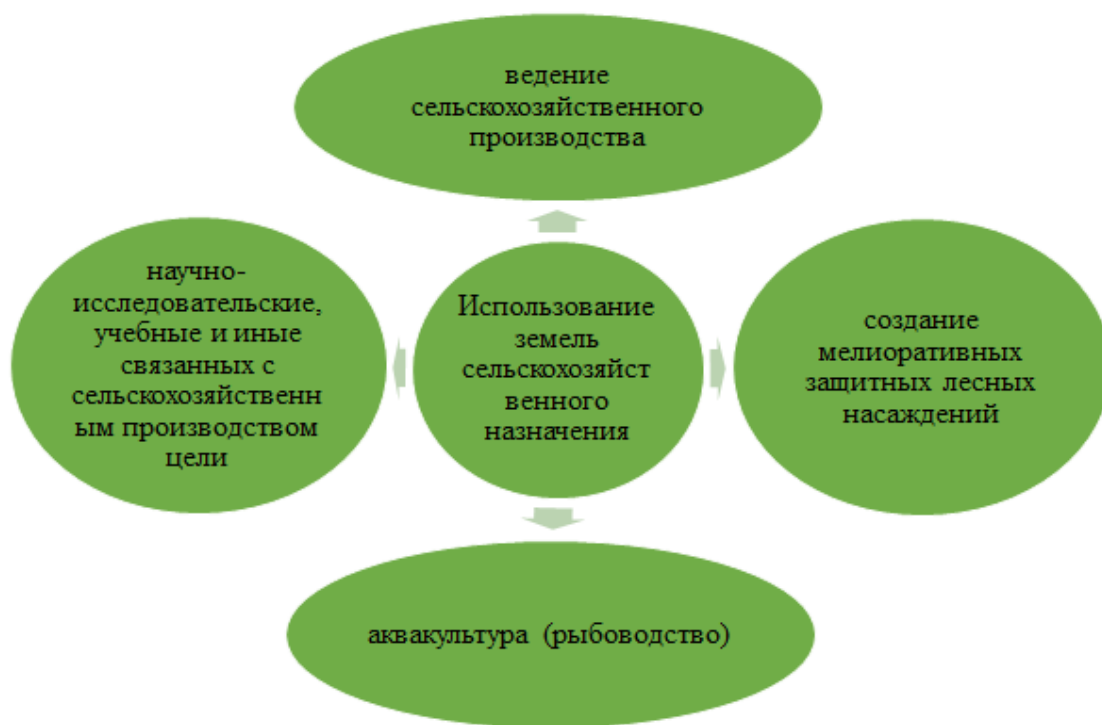 ведение
сельскохозяйственного
производства
научно-
исследовательские,
учебные и иные
связанных с
сельскохозяйственн
ым производством
цели
Использование
земель
сельскохозяйст
венного
назначения
создание
мелиоративных
защитных лесных
насаждений
аквакультура (рыбоводство)